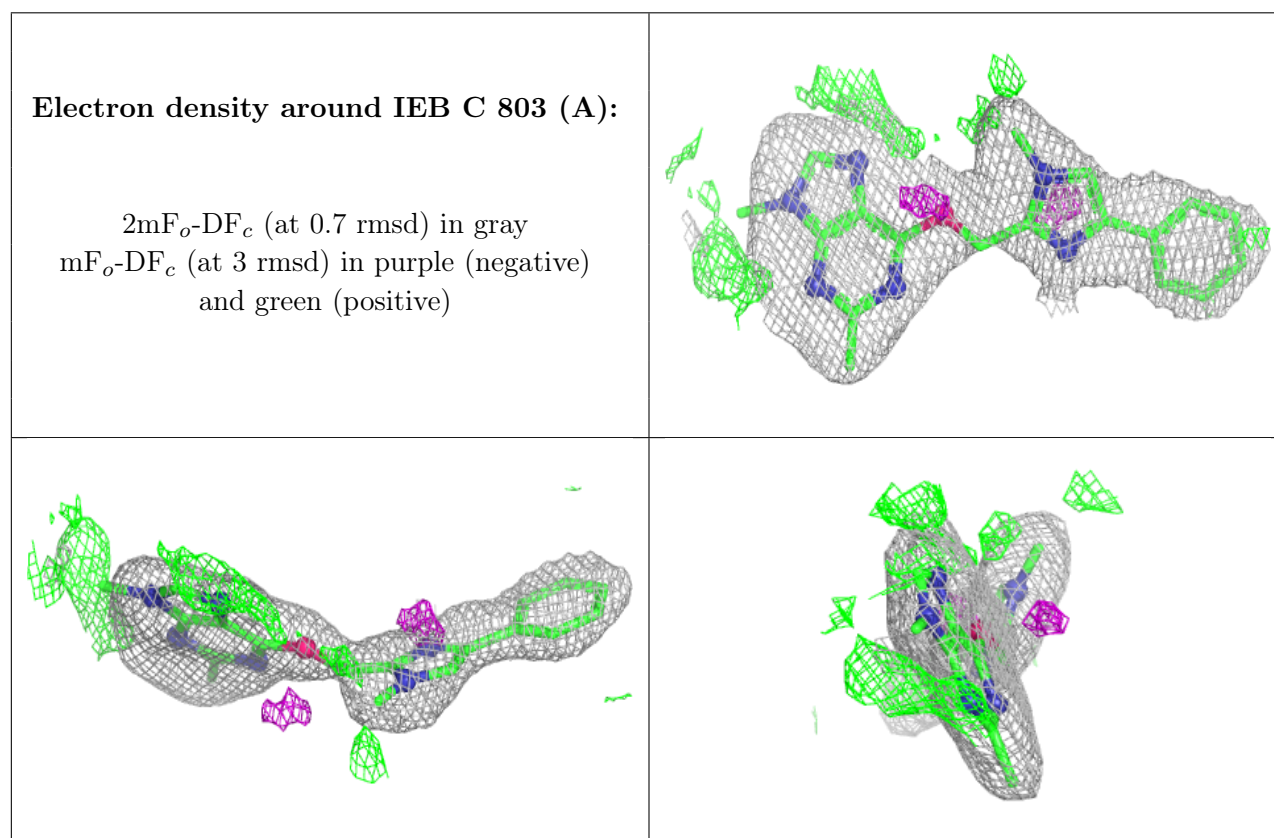 Electron density around IEB C 803 (A):
2mFo-DFc (at 0.7 rmsd) in gray
mFo-DFc (at 3 rmsd) in purple (negative)
and green (positive)